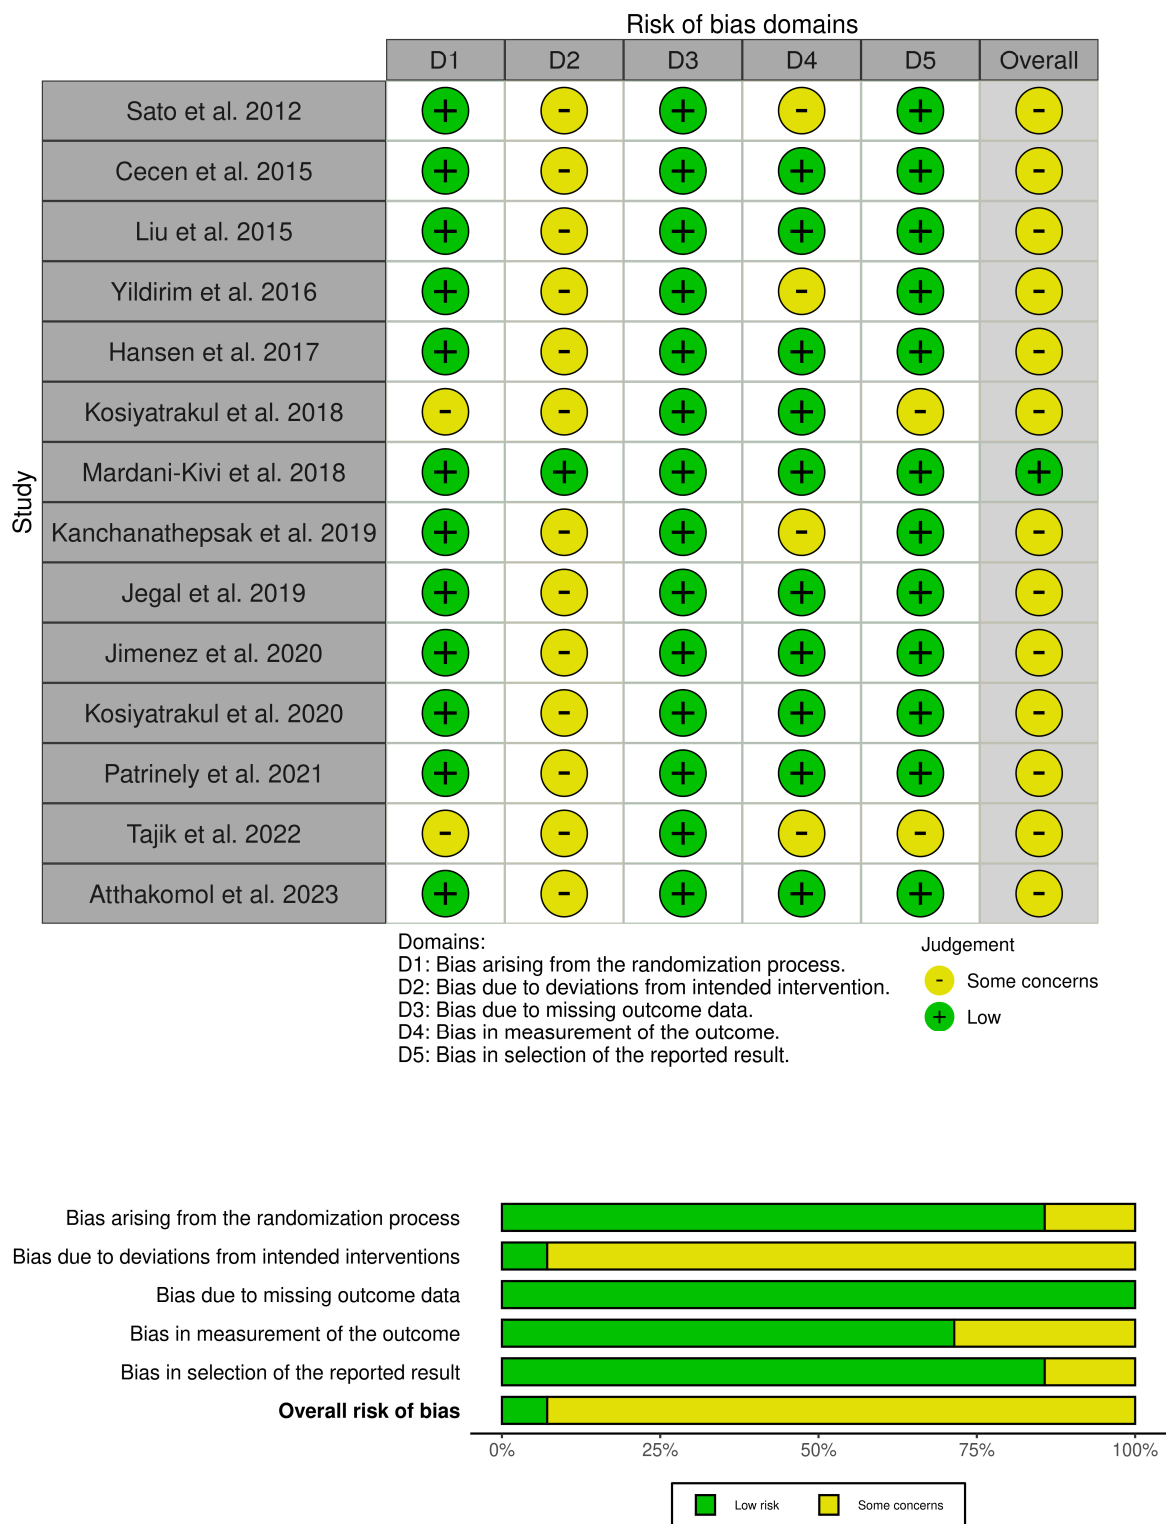 Risk of bias domains
D1 D2 D3 D4 D5 Overall
Study
Sato et al. 2012 + - + - + -
Cecen et al. 2015 + - + + + -
Liu et al. 2015 + - + + + -
Yildirim et al. 2016 + - + - + -
Hansen et al. 2017 + - + + + -
Kosiyatrakul et al. 2018 - - + + - -
Mardani-Kivi et al. 2018 + + + + + +
Kanchanathepsak et al. 2019 + - + - + -
Jegal et al. 2019 + - + + + -
Jimenez et al. 2020 + - + + + -
Kosiyatrakul et al. 2020 + - + + + -
Patrinely et al. 2021 + - + + + -
Tajik et al. 2022 - - + - - -
Atthakomol et al. 2023 + - + + + -
Domains:
D1: Bias arising from the randomization process.
D2: Bias due to deviations from intended intervention.
D3: Bias due to missing outcome data.
D4: Bias in measurement of the outcome.
D5: Bias in selection of the reported result.
Judgement
- Some concerns
+ Low
Bias arising from the randomization process
Bias due to deviations from intended interventions
Bias due to missing outcome data
Bias in measurement of the outcome
Bias in selection of the reported result
Overall risk of bias
0% 25% 50% 75% 100%
Low risk Some concerns